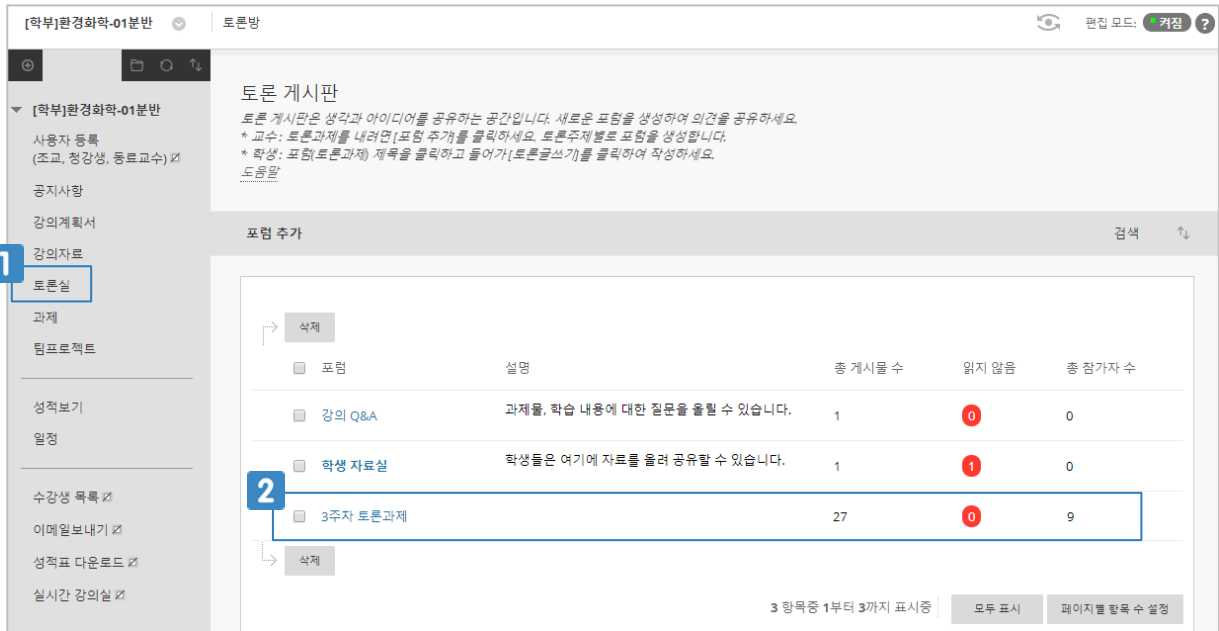 [학부]환경화학-01분반
토론방
편집 모드: 켜짐 ?
[학부]환경화학-01분반
사용자 등록
(조교, 청강생, 동료교수)
공지사항
강의계획서
강의자료
1
토론실
과제
팀프로젝트
성적보기
일정
수강생 목록
이메일보내기
성적표 다운로드
실시간 강의실
토론 게시판
토론 게시판은 생각과 아이디어를 공유하는 공간입니다. 새로운 포럼을 생성하여 의견을 공유하세요.
* 교수 : 토론과제를 내려면 [포럼 추가]를 클릭하세요. 토론주제별로 포럼을 생성합니다.
* 학생 : 포럼(토론과제) 제목을 클릭하고 들어가 [토론글쓰기]를 클릭하여 작성하세요.
도움말
포럼 추가
검색
삭제
포럼 설명 총 게시물 수 읽지 않음 총 참가자 수
강의 Q&A 과제물, 학습 내용에 대한 질문을 올릴 수 있습니다. 1 0 0
학생 자료실 학생들은 여기에 자료를 올려 공유할 수 있습니다. 1 1 0
2
3주차 토론과제 27 0 9
삭제
3 항목중 1부터 3까지 표시중 모두 표시 페이지별 항목 수 설정